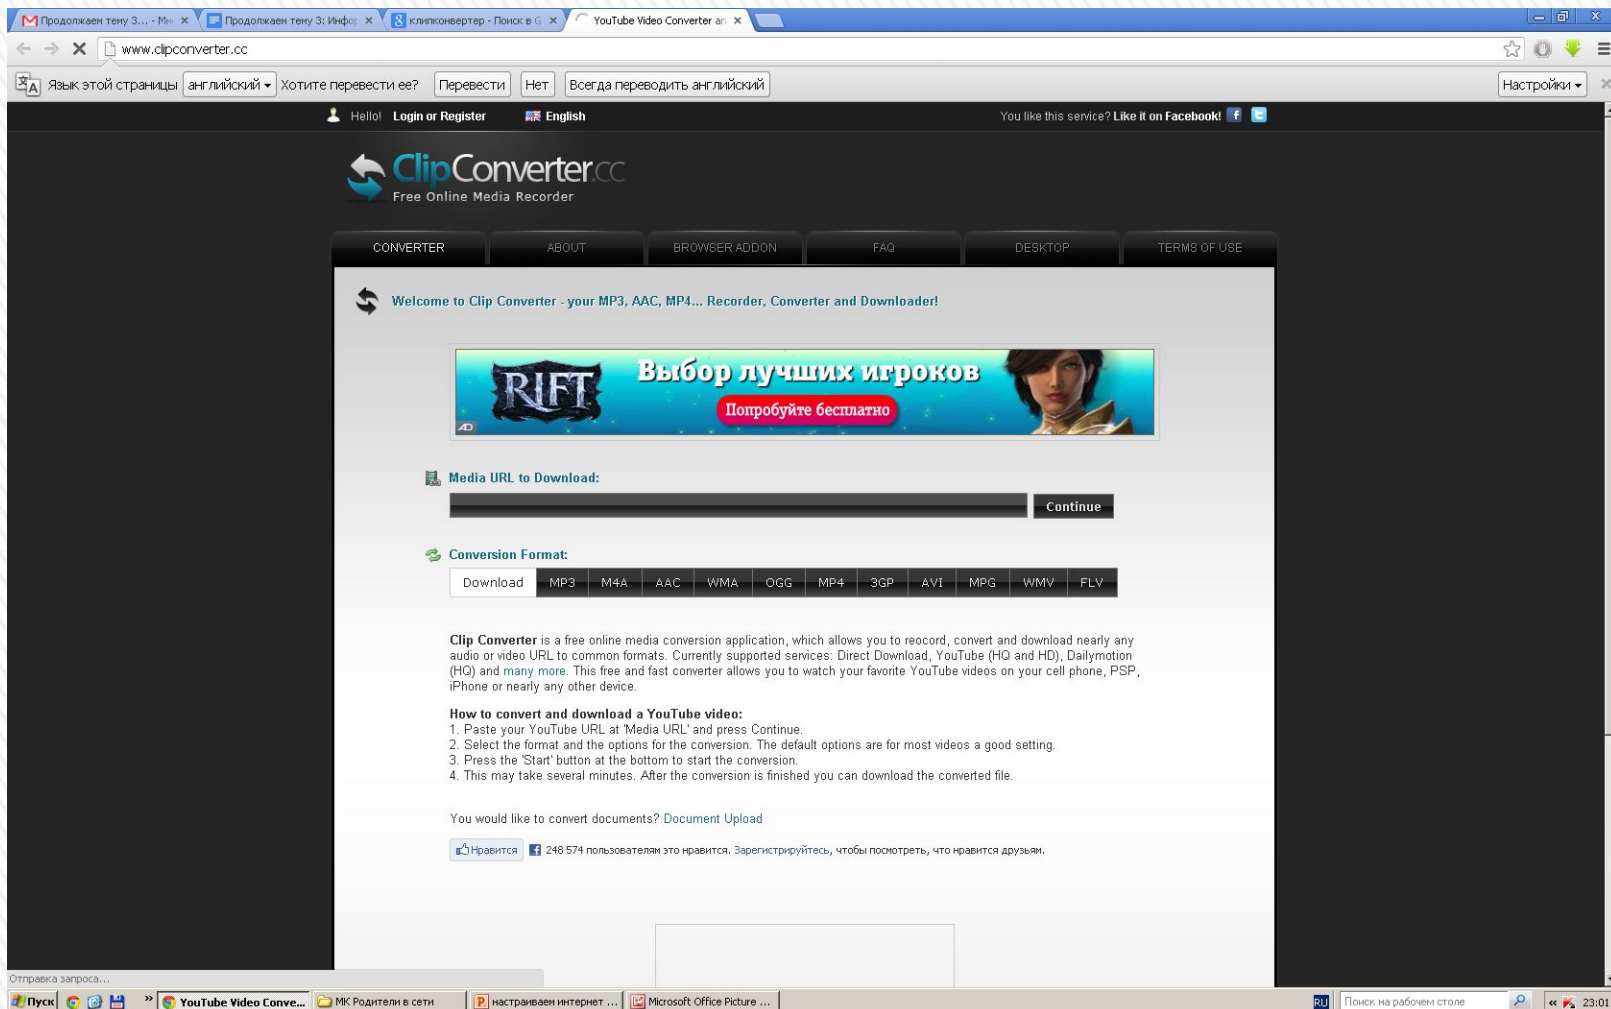 Продолжаем тему 3... - Мн
Продолжаем тему 3: Инфо
клипконвертер - Поиск в G
YouTube Video Converter an
www.clipconverter.cc
Язык этой страницы английский Хотите перевести ее? Перевести Нет Всегда переводить английский Настройки
Hello! Login or Register English You like this service? Like it on Facebook!
ClipConverter.cc
Free Online Media Recorder
CONVERTER ABOUT BROWSER ADDON FAQ DESKTOP TERMS OF USE
Welcome to Clip Converter - your MP3, AAC, MP4... Recorder, Converter and Downloader!
RIFT
Выбор лучших игроков
Попробуйте бесплатно
AD
Media URL to Download:
Continue
Conversion Format:
Download MP3 M4A AAC WMA OGG MP4 3GP AVI MPG WMV FLV
Clip Converter is a free online media conversion application, which allows you to reocord, convert and download nearly any
audio or video URL to common formats. Currently supported services: Direct Download, YouTube (HQ and HD), Dailymotion
(HQ) and many more. This free and fast converter allows you to watch your favorite YouTube videos on your cell phone, PSP,
iPhone or nearly any other device.
How to convert and download a YouTube video:
1. Paste your YouTube URL at 'Media URL' and press Continue.
2. Select the format and the options for the conversion. The default options are for most videos a good setting.
3. Press the 'Start' button at the bottom to start the conversion.
4. This may take several minutes. After the conversion is finished you can download the converted file.
You would like to convert documents? Document Upload
Нравится 248 574 пользователям это нравится. Зарегистрируйтесь, чтобы посмотреть, что нравится друзьям.
Отправка запроса...
Пуск » YouTube Video Conve... МК Родители в сети настраиваем интернет ... Microsoft Office Picture ... RU Поиск на рабочем столе « 23:01